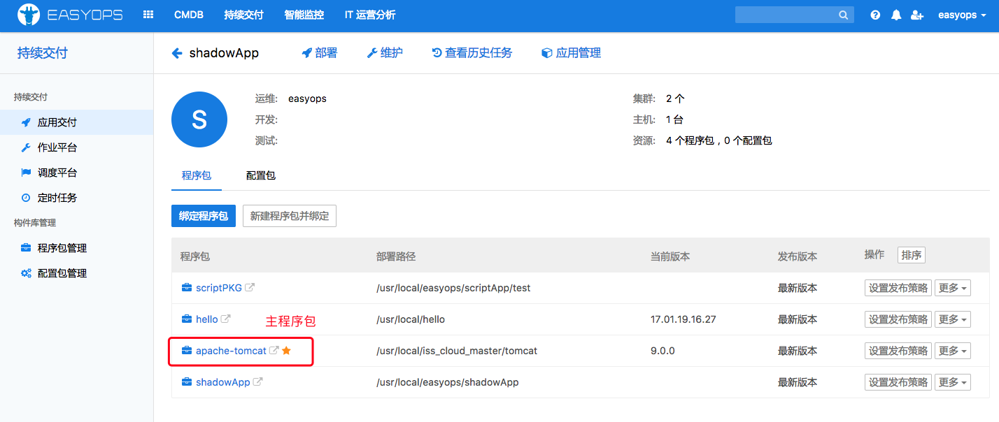 EASYOPS CMDB 持续交付 智能监控 IT 运营分析 easyops
持续交付
shadowApp 部署 维护 查看历史任务 应用管理
持续交付
应用交付
作业平台
调度平台
定时任务
构件库管理
程序包管理
配置包管理
S
运维: easyops
开发:
测试:
集群: 2 个
主机: 1 台
资源: 4 个程序包，0 个配置包
程序包 配置包
绑定程序包 新建程序包并绑定
程序包 部署路径 当前版本 发布版本 操作 排序
scriptPKG /usr/local/easyops/scriptApp/test 最新版本 设置发布策略 更多
hello 主程序包 /usr/local/hello 17.01.19.16.27 最新版本 设置发布策略 更多
apache-tomcat /usr/local/iss_cloud_master/tomcat 9.0.0 最新版本 设置发布策略 更多
shadowApp /usr/local/easyops/shadowApp 最新版本 设置发布策略 更多